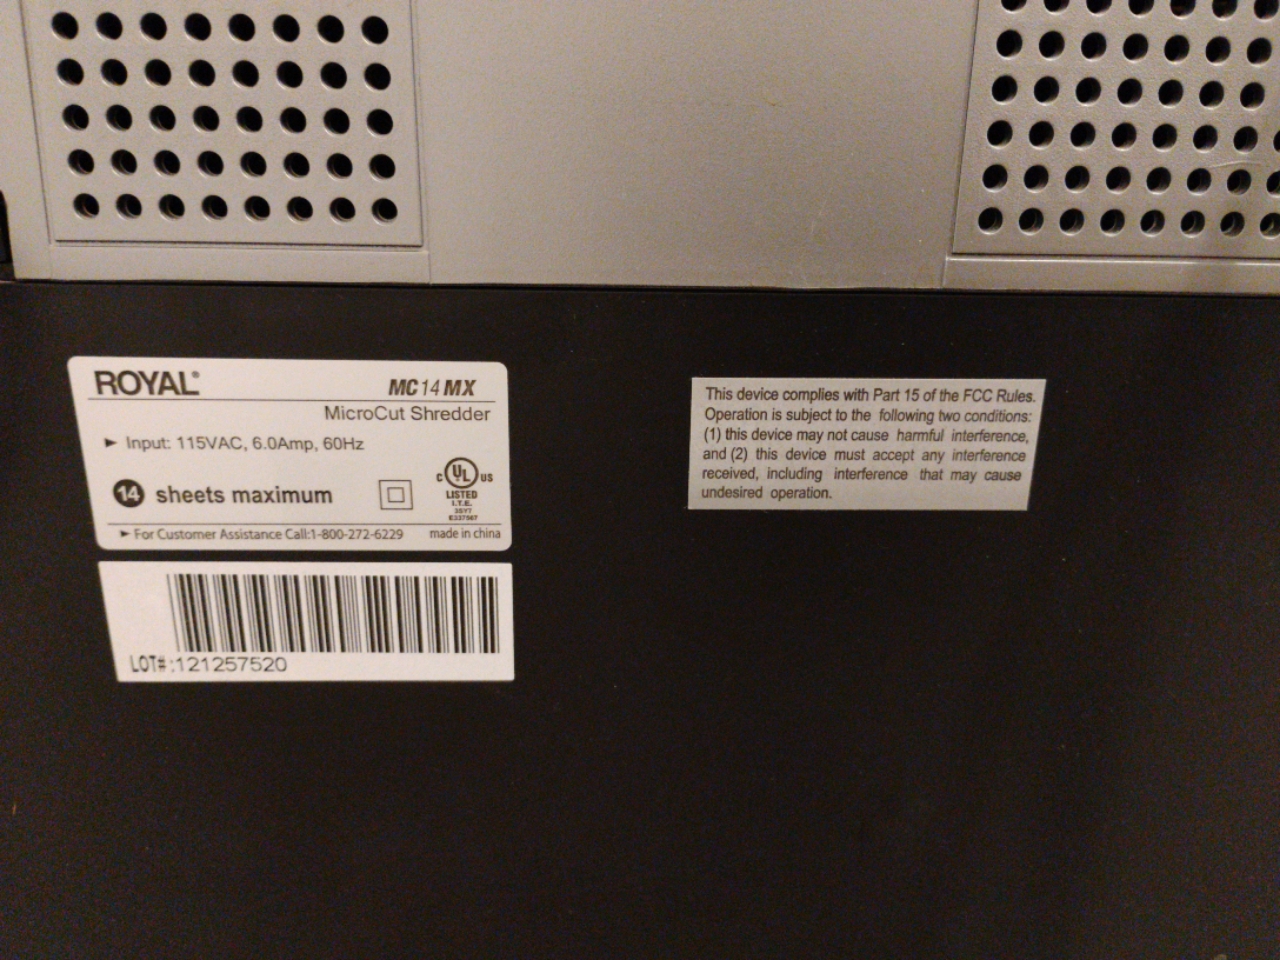 ROYAL®
MC14MX
MicroCut Shredder
► Input: 115VAC, 6.0Amp, 60Hz
14 sheets maximum
C UL US
LISTED
I.T.E.
3SY7
E337567
► For Customer Assistance Call:1-800-272-6229
made in china
LOT#:121257520
This device complies with Part 15 of the FCC Rules.
Operation is subject to the following two conditions:
(1) this device may not cause harmful interference,
and (2) this device must accept any interference
received, including interference that may cause
undesired operation.